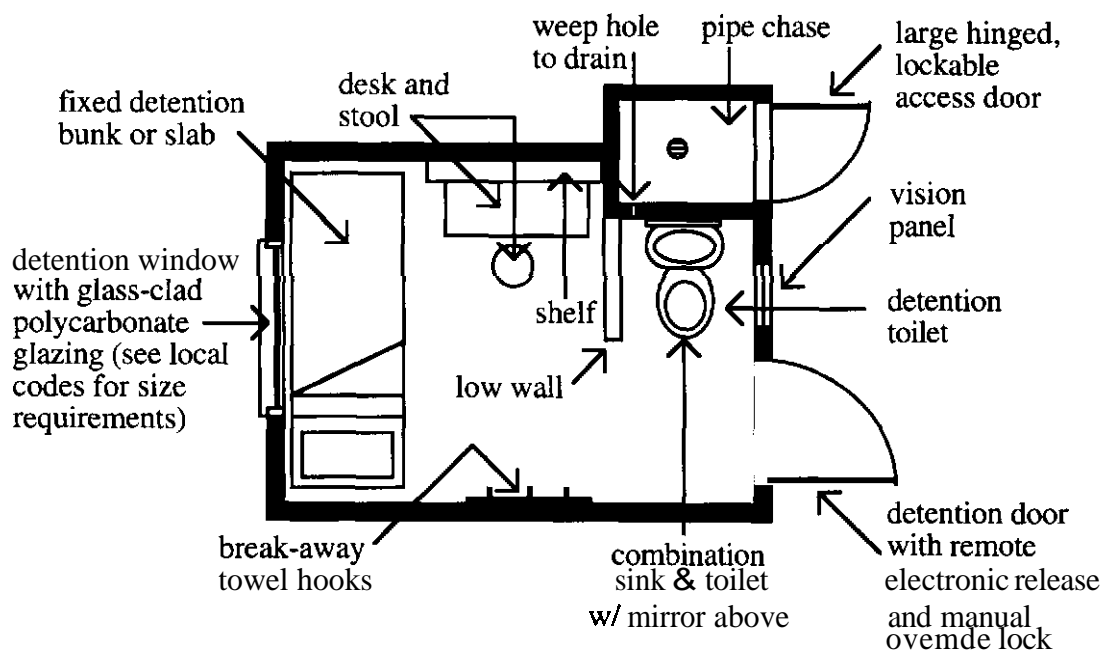 weep hole
to drain
pipe chase
large hinged,
lockable
access door
desk and
stool
fixed detention
bunk or slab
vision
panel
detention window
with glass-clad
polycarbonate
glazing (see local
codes for size
requirements)
shelf
detention
toilet
low wall
break-away
towel hooks
combination
sink & toilet
w/ mirror above
detention door
with remote
electronic release
and manual
ovemde lock